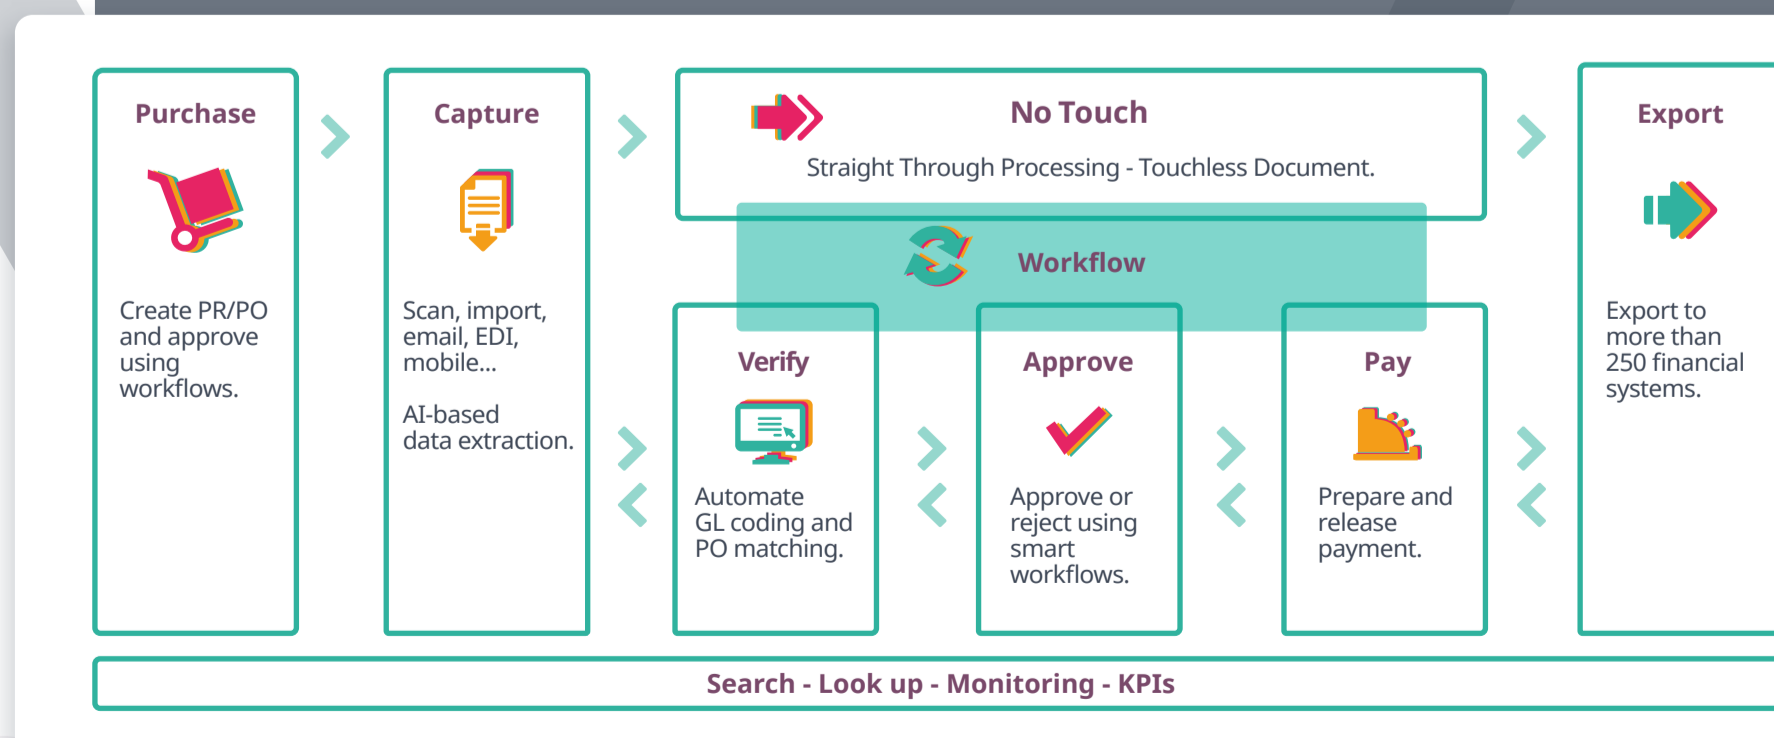 Purchase
Create PR/PO
and approve
using
workflows.
Capture
Scan, import,
email, EDI,
mobile...
AI-based
data extraction.
No Touch
Straight Through Processing - Touchless Document.
Workflow
Verify
Automate
GL coding and
PO matching.
Approve
Approve or
reject using
smart
workflows.
Pay
Prepare and
release
payment.
Export
Export to
more than
250 financial
systems.
Search - Look up - Monitoring - KPIs